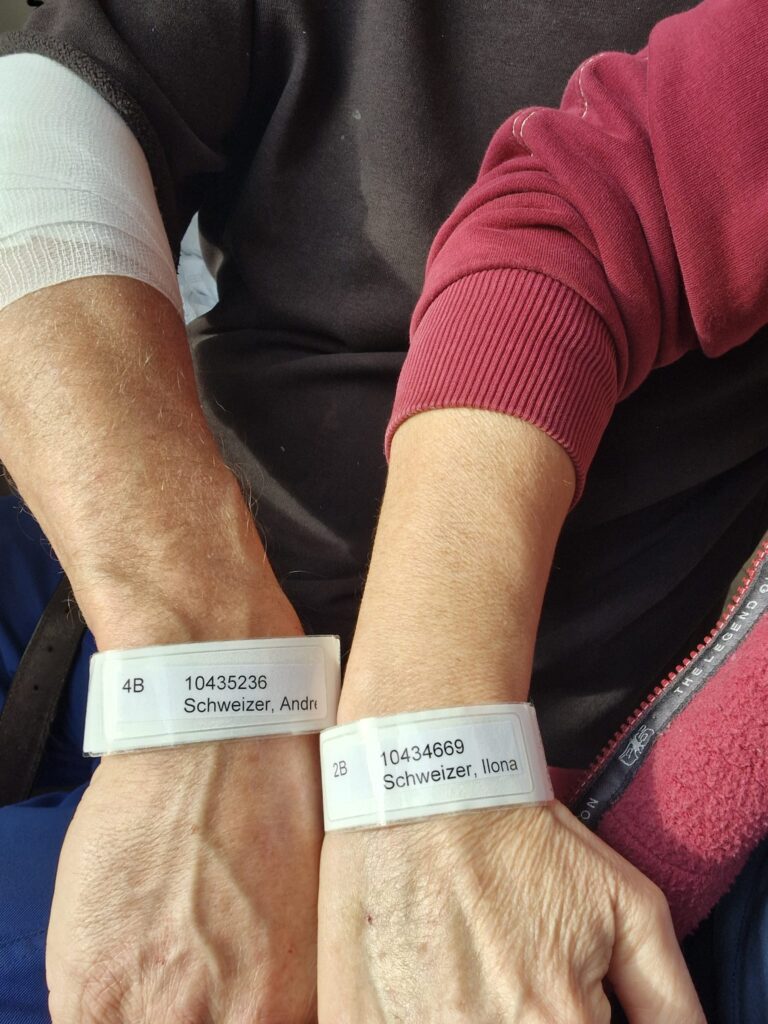 4B 10435236
Schweizer, Andre
2B 10434669
Schweizer, Ilona
THE LEGEND